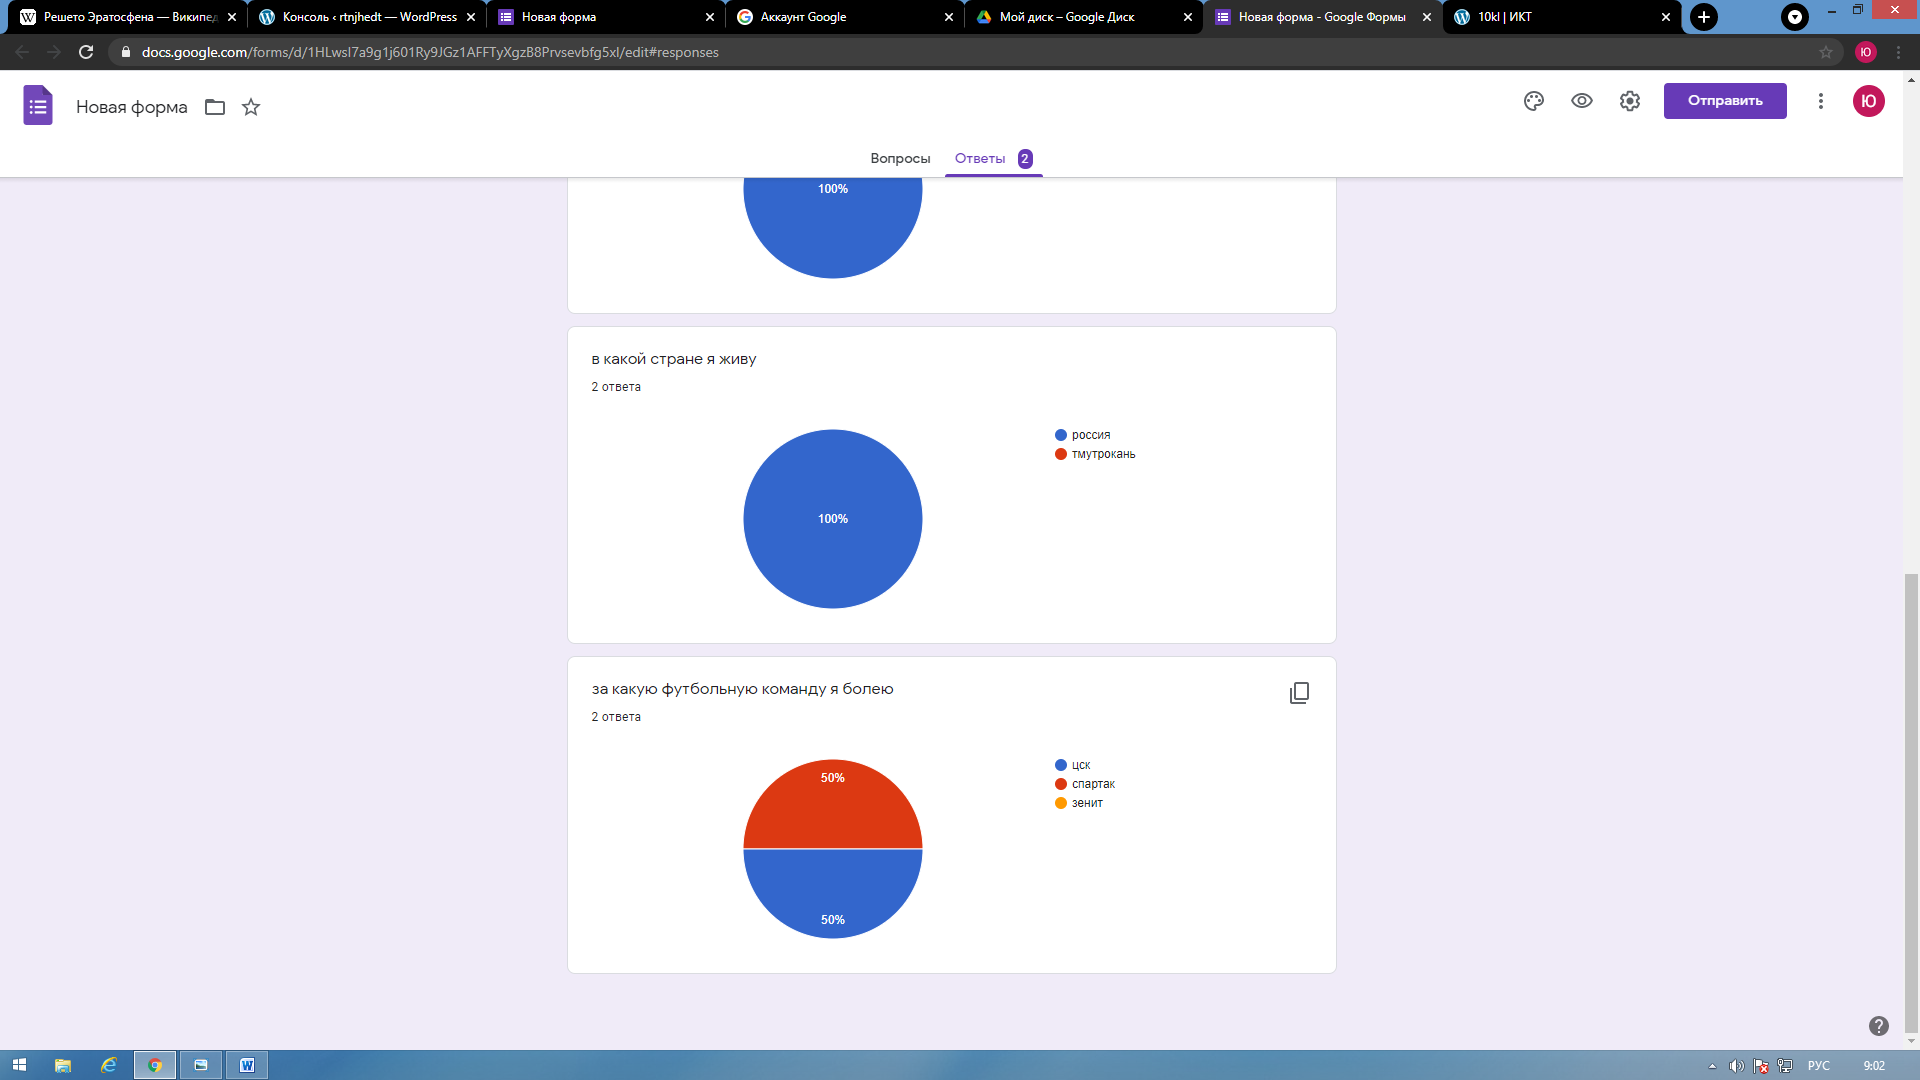 Решето Эратосфена — Википед
Консоль ‹ rtnjhedt — WordPress
Новая форма
Аккаунт Google
Мой диск – Google Диск
Новая форма - Google Формы
10kl | ИКТ
docs.google.com/forms/d/1HLwsI7a9g1j601Ry9JGz1AFFTyXgzB8Prvsevbfg5xI/edit#responses
Ю
Новая форма
Отправить
Ю
Вопросы
Ответы 2
100%
в какой стране я живу
2 ответа
россия
тмутрокань
100%
за какую футбольную команду я болею
2 ответа
цск
спартак
зенит
50%
50%
РУС
9:02